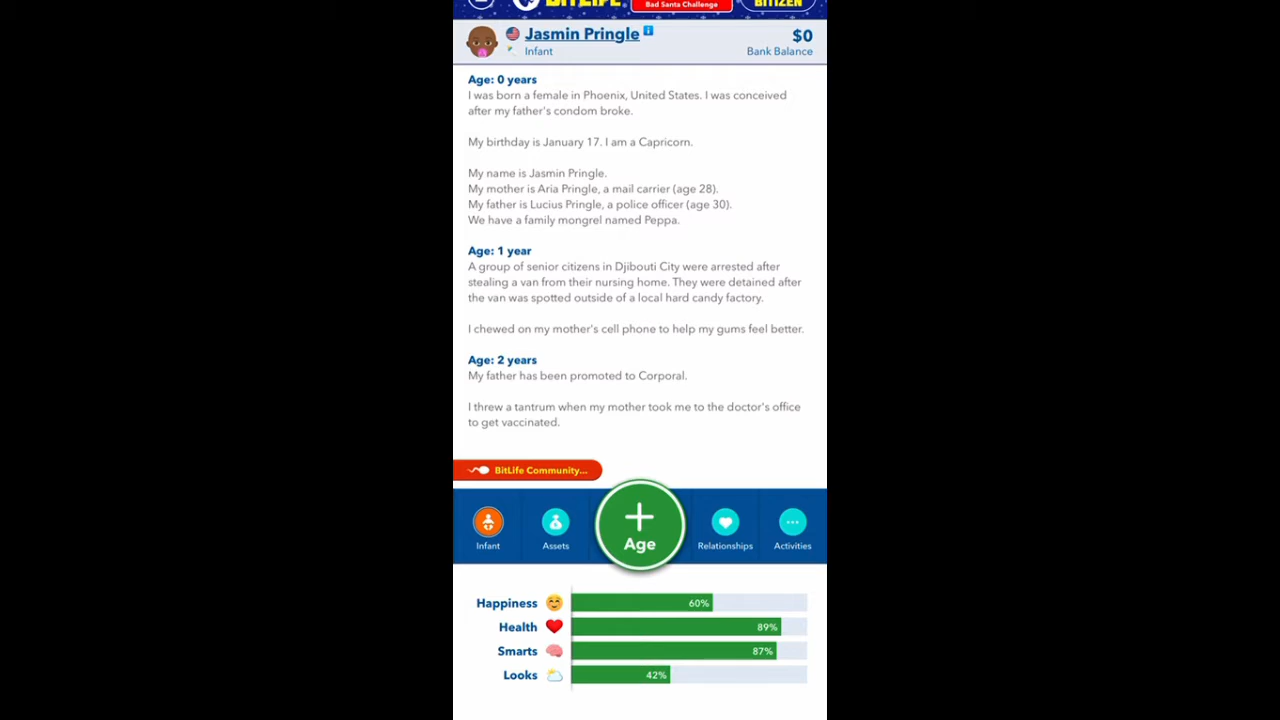 BITLIFE
Bad Santa Challenge
BITIZEN
Jasmin Pringle
$0
Infant
Bank Balance
Age: 0 years
I was born a female in Phoenix, United States. I was conceived
after my father's condom broke.
My birthday is January 17. I am a Capricorn.
My name is Jasmin Pringle.
My mother is Aria Pringle, a mail carrier (age 28).
My father is Lucius Pringle, a police officer (age 30).
We have a family mongrel named Peppa.
Age: 1 year
A group of senior citizens in Djibouti City were arrested after
stealing a van from their nursing home. They were detained after
the van was spotted outside of a local hard candy factory.
I chewed on my mother's cell phone to help my gums feel better.
Age: 2 years
My father has been promoted to Corporal.
I threw a tantrum when my mother took me to the doctor's office
to get vaccinated.
BitLife Community...
Infant
Assets
Age
Relationships
Activities
Happiness 60%
Health 89%
Smarts 87%
Looks 42%